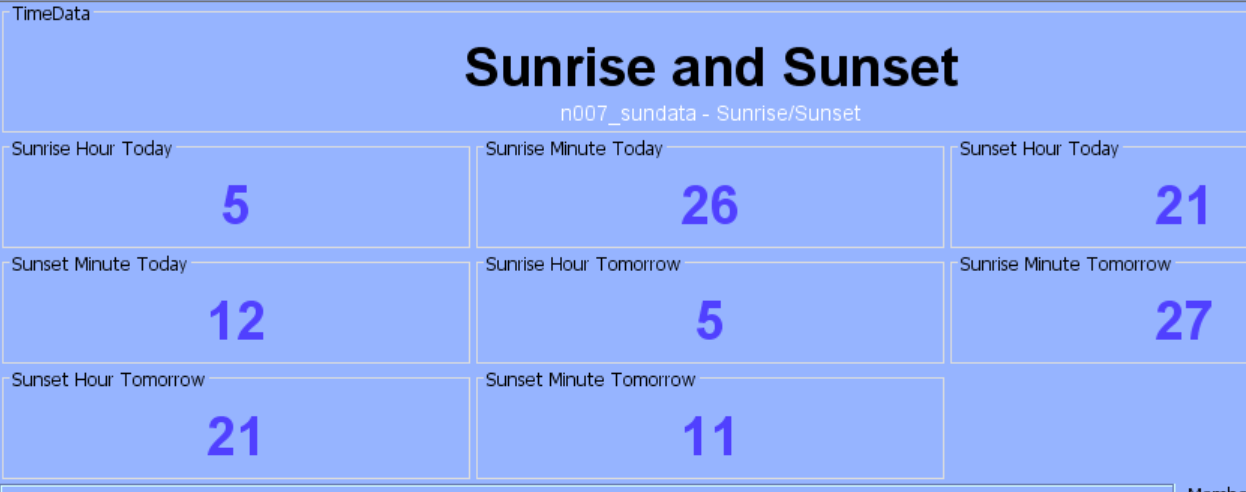 TimeData
Sunrise and Sunset
n007_sundata - Sunrise/Sunset
Sunrise Hour Today
5
Sunrise Minute Today
26
Sunset Hour Today
21
Sunset Minute Today
12
Sunrise Hour Tomorrow
5
Sunrise Minute Tomorrow
27
Sunset Hour Tomorrow
21
Sunset Minute Tomorrow
11